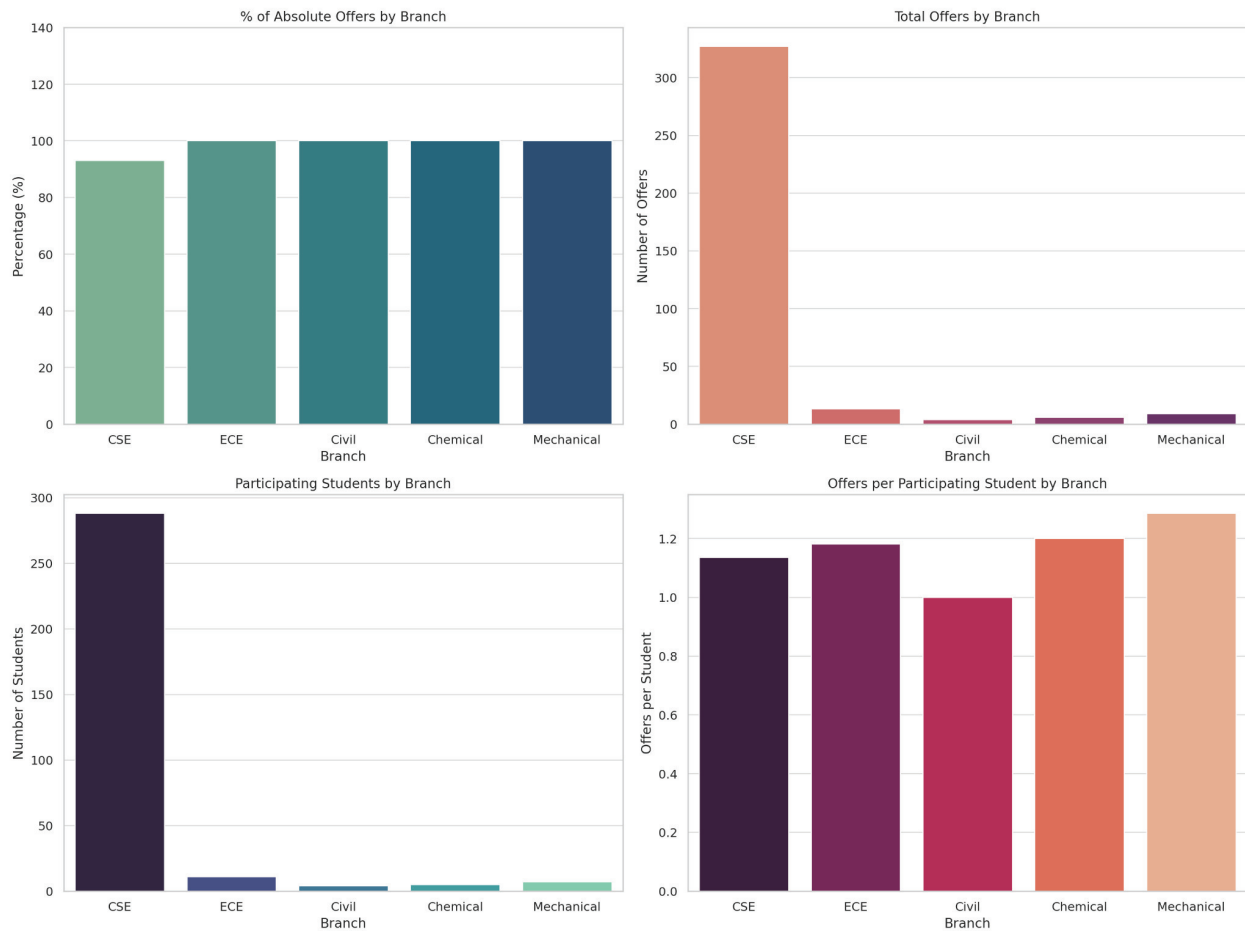 % of Absolute Offers by Branch
140
120
100
80
60
40
20
0
Percentage (%)
CSE ECE Civil Chemical Mechanical
Branch
Total Offers by Branch
300
250
200
150
100
50
0
Number of Offers
CSE ECE Civil Chemical Mechanical
Branch
Participating Students by Branch
300
250
200
150
100
50
0
Number of Students
CSE ECE Civil Chemical Mechanical
Branch
Offers per Participating Student by Branch
1.2
1.0
0.8
0.6
0.4
0.2
0.0
Offers per Student
CSE ECE Civil Chemical Mechanical
Branch